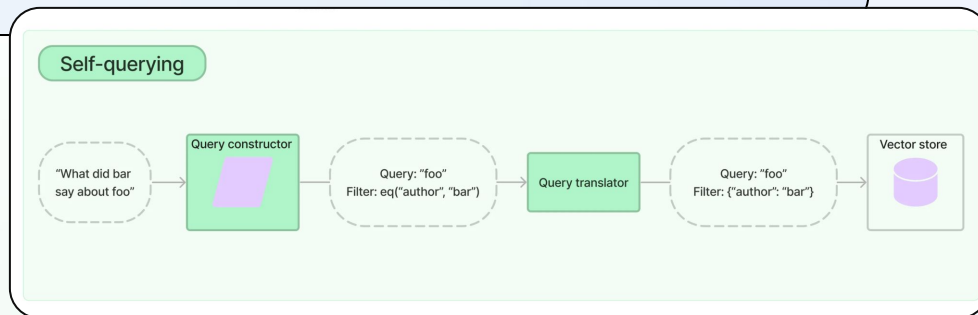 Self-querying
“What did bar
say about foo”
Query constructor
Query: “foo”
Filter: eq(“author”, “bar”)
Query translator
Query: “foo”
Filter: {“author”: “bar”}
Vector store